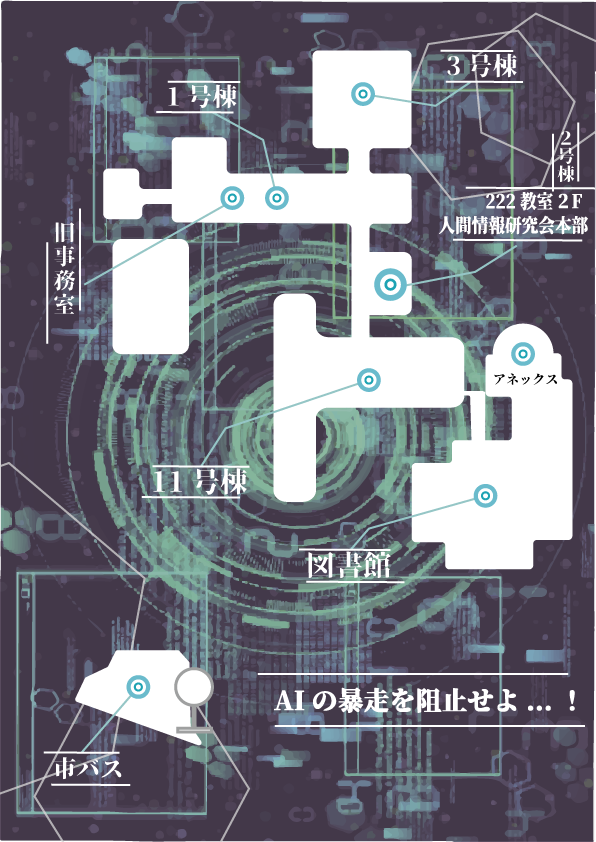 3 号棟
1 号棟
2号棟
222 教室 2F
人間情報研究会本部
旧事務室
アネックス
11 号棟
図書館
AI の暴走を阻止せよ … ！
市バス